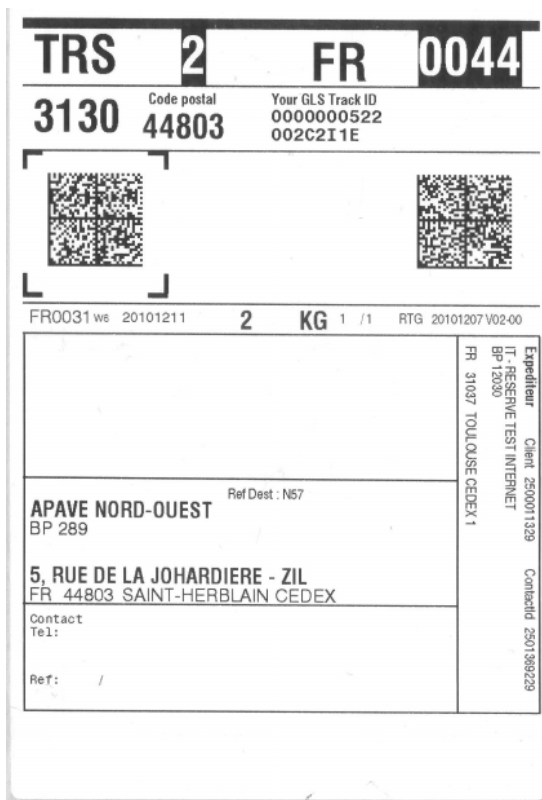 TRS 2 FR 0044
3130
Code postal
44803
Your GLS Track ID
0000000522
002C2I1E
FR0031 W6 20101211 2 KG 1 /1 RTG 20101207 V02-00
Expediteur Client 2500011329 ContactId 2501369229
IT - RESERVE TEST INTERNET
BP 12030
FR 31037 TOULOUSE CEDEX 1
Ref Dest : N57
APAVE NORD-OUEST
BP 289
5, RUE DE LA JOHARDIERE - ZIL
FR 44803 SAINT-HERBLAIN CEDEX
Contact
Tel:
Ref: /